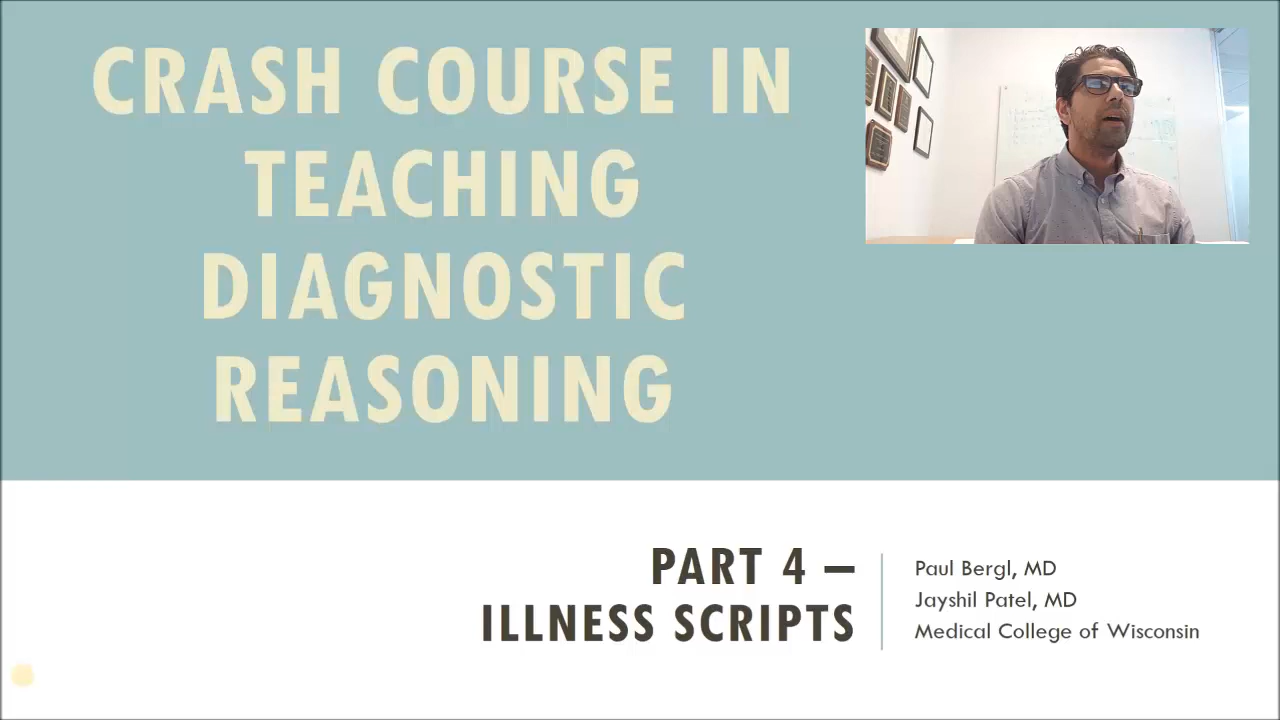 CRASH COURSE IN
TEACHING
DIAGNOSTIC
REASONING
PART 4 –
ILLNESS SCRIPTS
Paul Bergl, MD
Jayshil Patel, MD
Medical College of Wisconsin